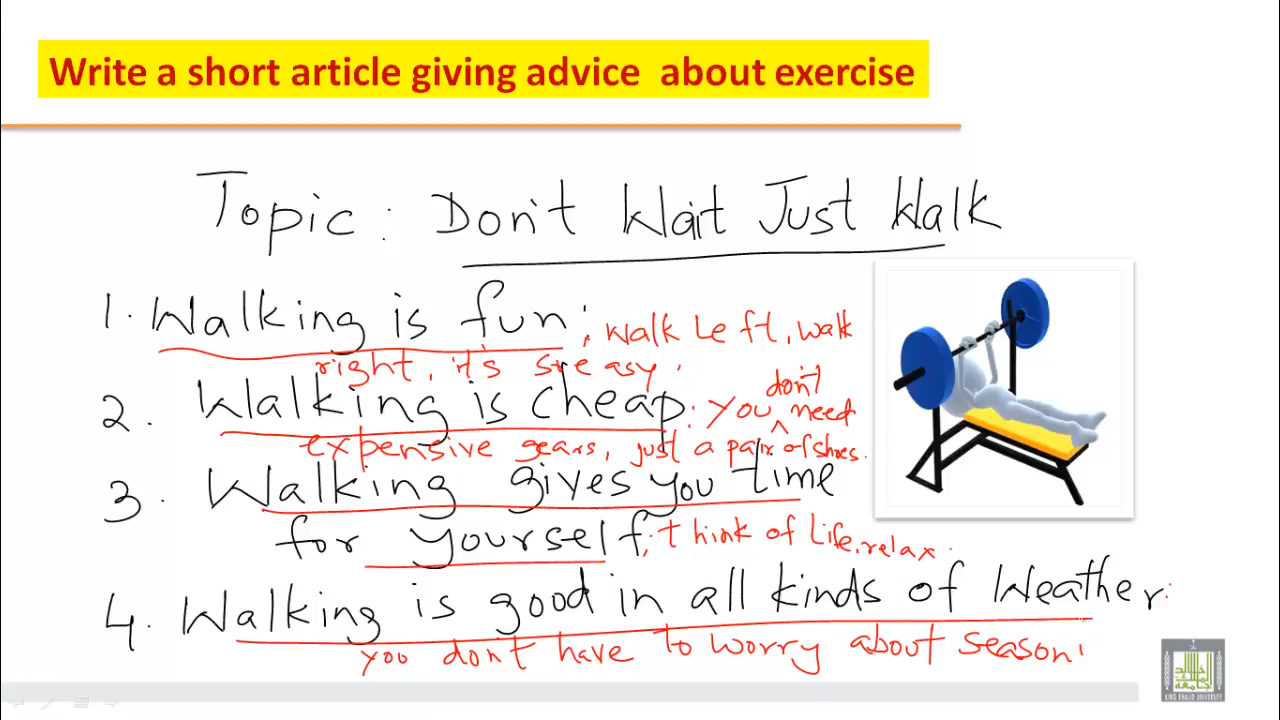 Write a short article giving advice about exercise
Topic: Don't Wait Just Walk
1. Walking is fun: walk Left, walk
right, it's so easy.
2. Walking is cheap: you don't need
expensive gears, just a pair of shoes.
3. Walking gives you time
for yourself: think of life, relax.
4. Walking is good in all kinds of Weather:
you don't have to worry about season.
KING KHALID UNIVERSITY